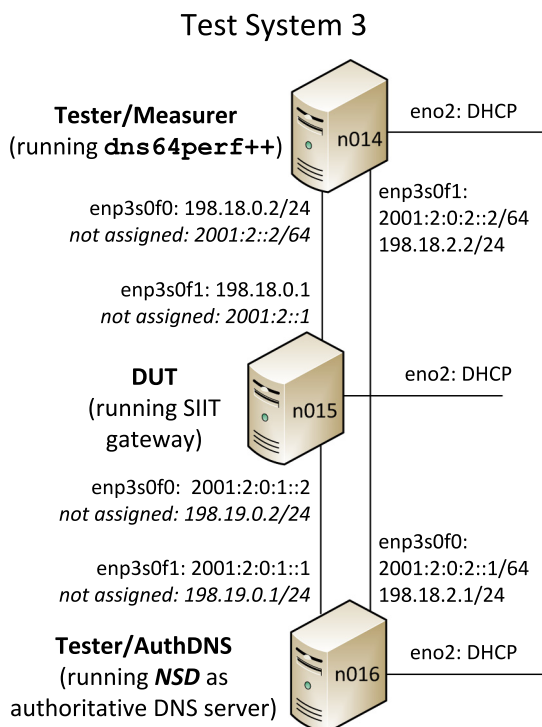 Test System 3
Tester/Measurer
(running dns64perf++)
n014
eno2: DHCP
enp3s0f0: 198.18.0.2/24
not assigned: 2001:2::2/64
enp3s0f1:
2001:2:0:2::2/64
198.18.2.2/24
enp3s0f1: 198.18.0.1
not assigned: 2001:2::1
DUT
(running SIIT
gateway)
n015
eno2: DHCP
enp3s0f0:  2001:2:0:1::2
not assigned: 198.19.0.2/24
enp3s0f1: 2001:2:0:1::1
not assigned: 198.19.0.1/24
enp3s0f0:
2001:2:0:2::1/64
198.18.2.1/24
Tester/AuthDNS
(running NSD as
authoritative DNS server)
n016
eno2: DHCP